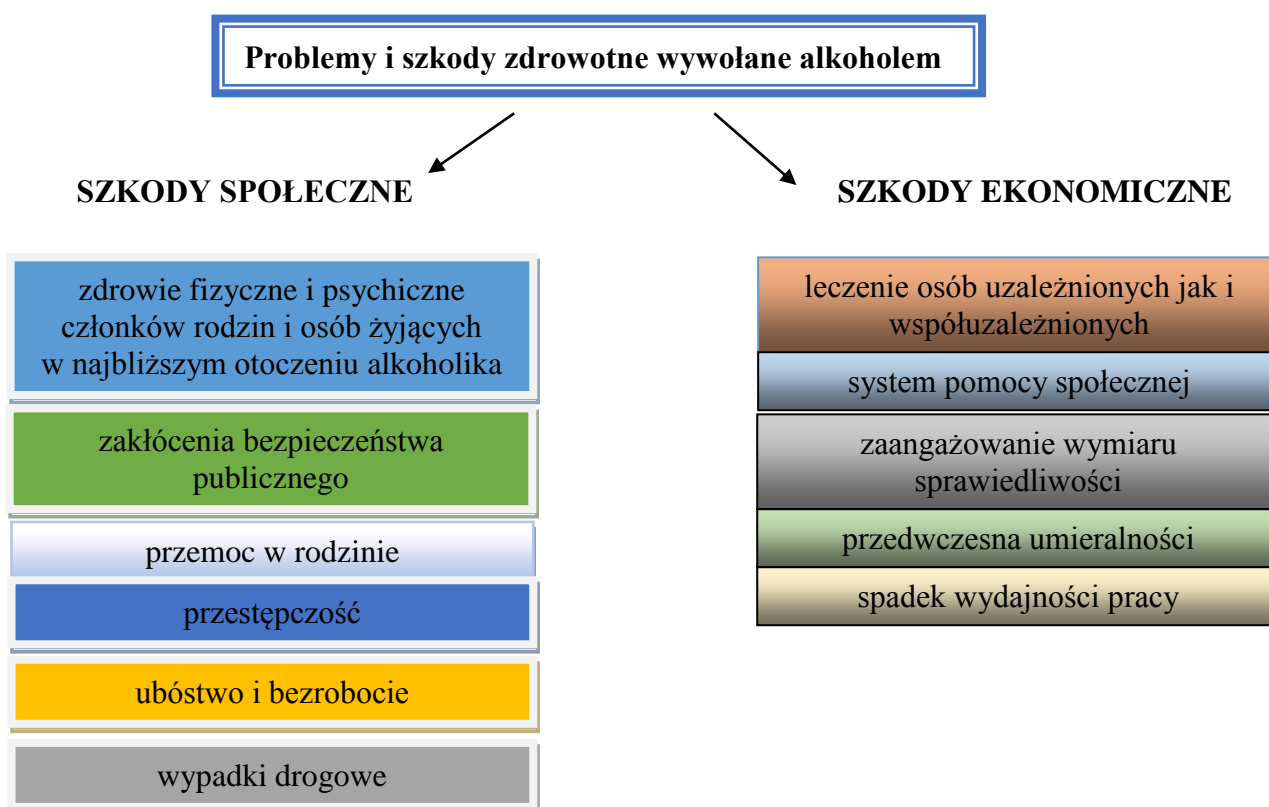 Problemy i szkody zdrowotne wywołane alkoholem
SZKODY SPOŁECZNE
zdrowie fizyczne i psychiczne
członków rodzin i osób żyjących
w najbliższym otoczeniu alkoholika
zakłócenia bezpieczeństwa
publicznego
przemoc w rodzinie
przestępczość
ubóstwo i bezrobocie
wypadki drogowe
SZKODY EKONOMICZNE
leczenie osób uzależnionych jak i
współuzależnionych
system pomocy społecznej
zaangażowanie wymiaru
sprawiedliwości
przedwczesna umieralności
spadek wydajności pracy